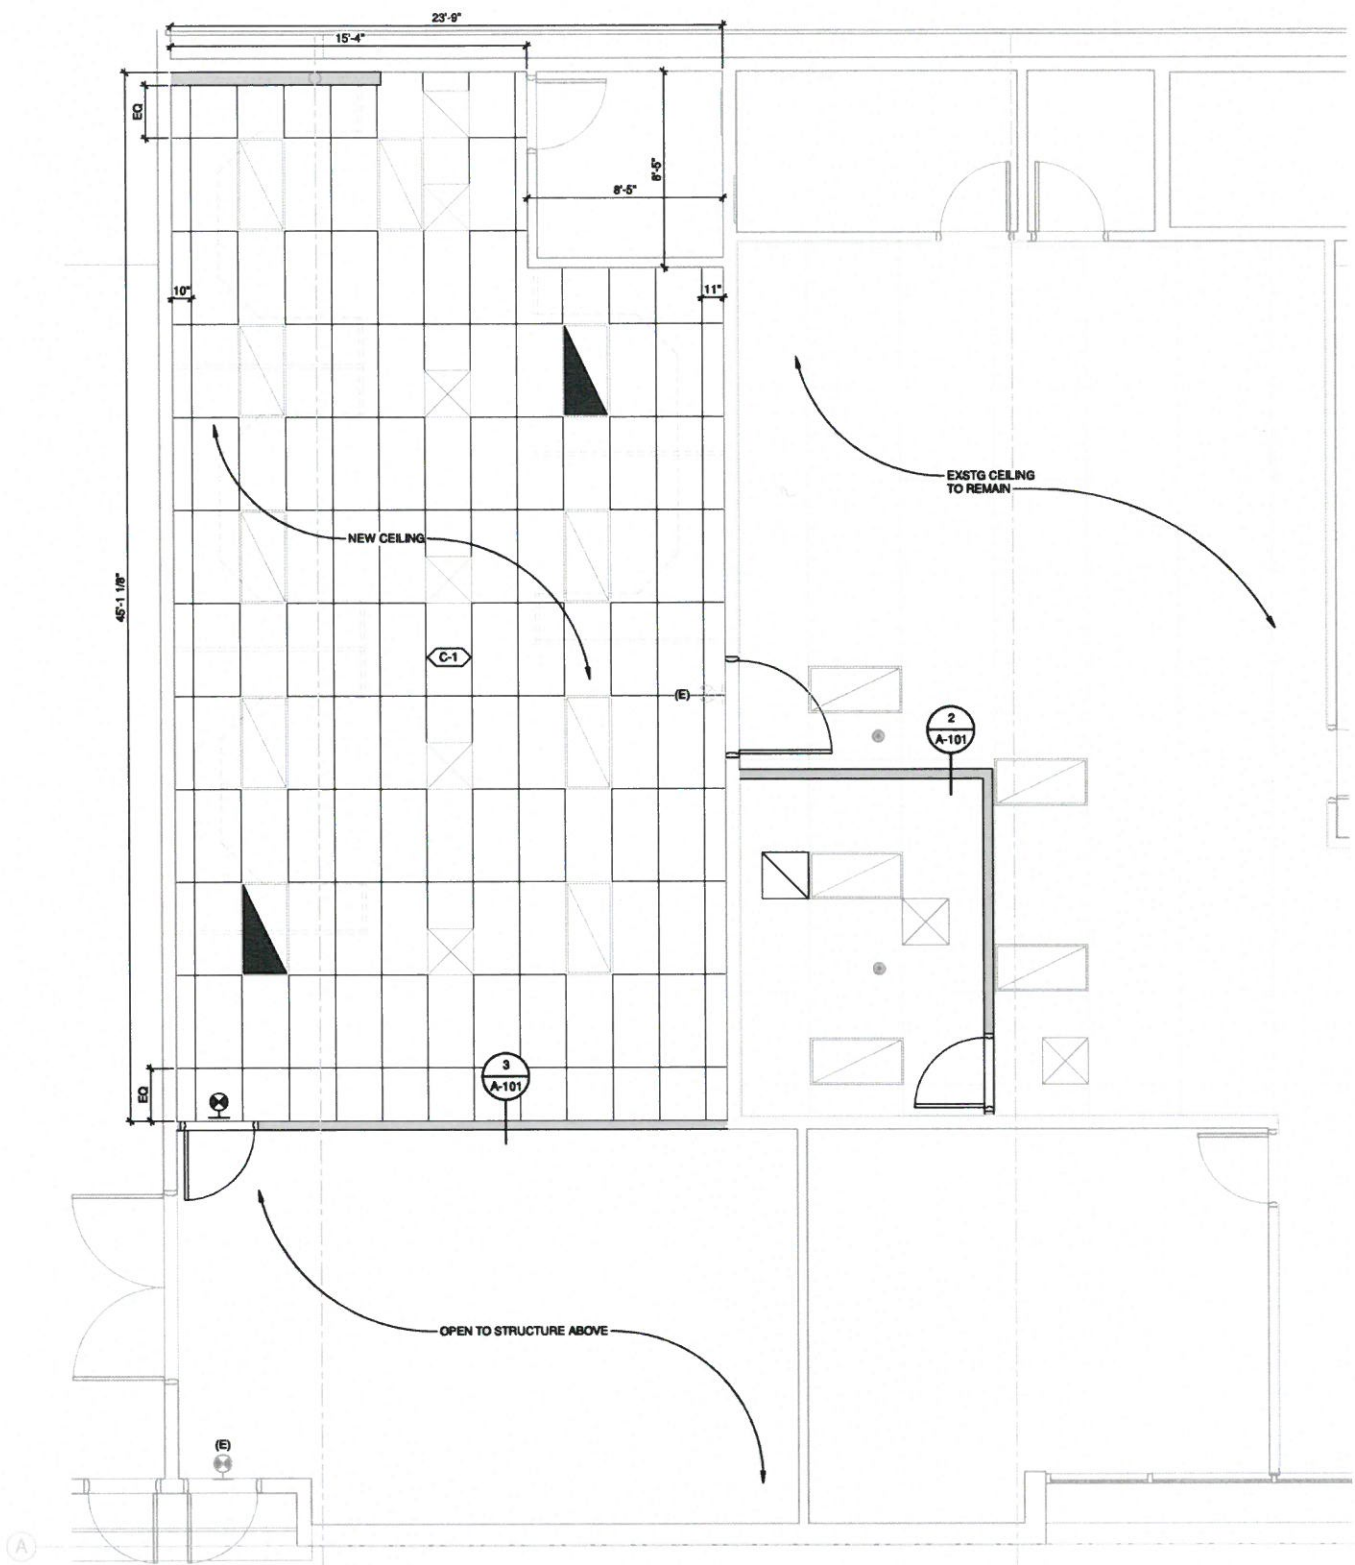 23'-9"
15'-4"
EQ
8'-5"
8'-5"
10"
11"
EXSTG CEILING
TO REMAIN
NEW CEILING
45'-1 1/8"
C-1
(E)
2
A-101
3
A-101
EQ
OPEN TO STRUCTURE ABOVE
(E)
A